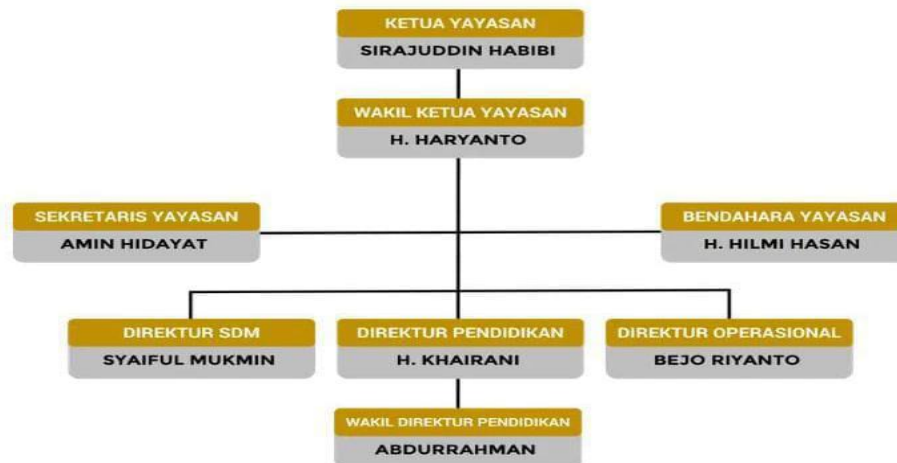 KETUA YAYASAN
SIRAJUDDIN HABIBI
WAKIL KETUA YAYASAN
H. HARYANTO
SEKRETARIS YAYASAN
AMIN HIDAYAT
BENDAHARA YAYASAN
H. HILMI HASAN
DIREKTUR SDM
SYAIFUL MUKMIN
DIREKTUR PENDIDIKAN
H. KHAIRANI
DIREKTUR OPERASIONAL
BEJO RIYANTO
WAKIL DIREKTUR PENDIDIKAN
ABDURRAHMAN